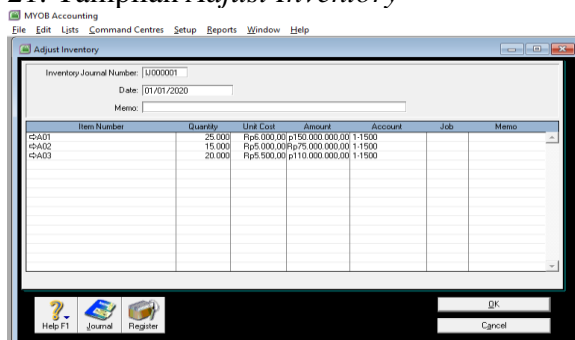 21. Tampilan Adjust Inventory
MYOB Accounting
File Edit Lists Command Centres Setup Reports Window Help
Adjust Inventory
Inventory Journal Number: IJ000001
Date: 01/01/2020
Memo:
Item Number Quantity Unit Cost Amount Account Job Memo
A01 25.000 Rp6.000,00 p150.000.000,00 1-1500
A02 15.000 Rp5.000,00 Rp75.000.000,00 1-1500
A03 20.000 Rp5.500,00 p110.000.000,00 1-1500
Help F1 Journal Register
OK
Cancel